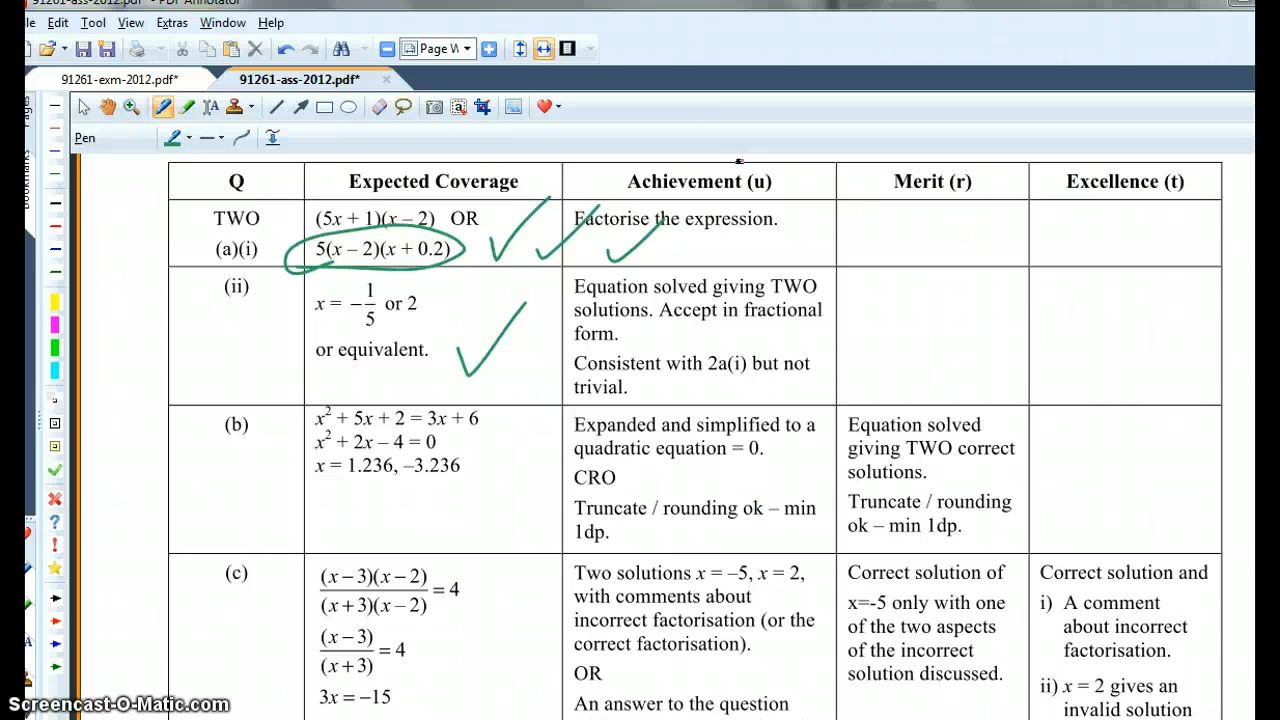 91261-ass-2012.pdf* - PDF Annotator
Edit Tool View Extras Window Help
Page W
91261-exm-2012.pdf* 91261-ass-2012.pdf*
Pen
Pages
Bookmarks
Q Expected Coverage Achievement (u) Merit (r) Excellence (t)
TWO
(a)(i)
(5x + 1)(x – 2) OR
5(x – 2)(x + 0.2)
Factorise the expression.
(ii)
x = –1/5 or 2
or equivalent.
Equation solved giving TWO
solutions. Accept in fractional
form.
Consistent with 2a(i) but not
trivial.
(b)
x² + 5x + 2 = 3x + 6
x² + 2x – 4 = 0
x = 1.236, –3.236
Expanded and simplified to a
quadratic equation = 0.
CRO
Truncate / rounding ok – min
1dp.
Equation solved
giving TWO correct
solutions.
Truncate / rounding
ok – min 1dp.
(c)
(x – 3)(x – 2)/(x + 3)(x – 2) = 4
(x – 3)/(x + 3) = 4
3x = –15
Two solutions x = –5, x = 2,
with comments about
incorrect factorisation (or the
correct factorisation).
OR
An answer to the question
Correct solution of
x=-5 only with one
of the two aspects
of the incorrect
solution discussed.
Correct solution and
i) A comment
about incorrect
factorisation.
ii) x = 2 gives an
invalid solution
Screencast-O-Matic.com